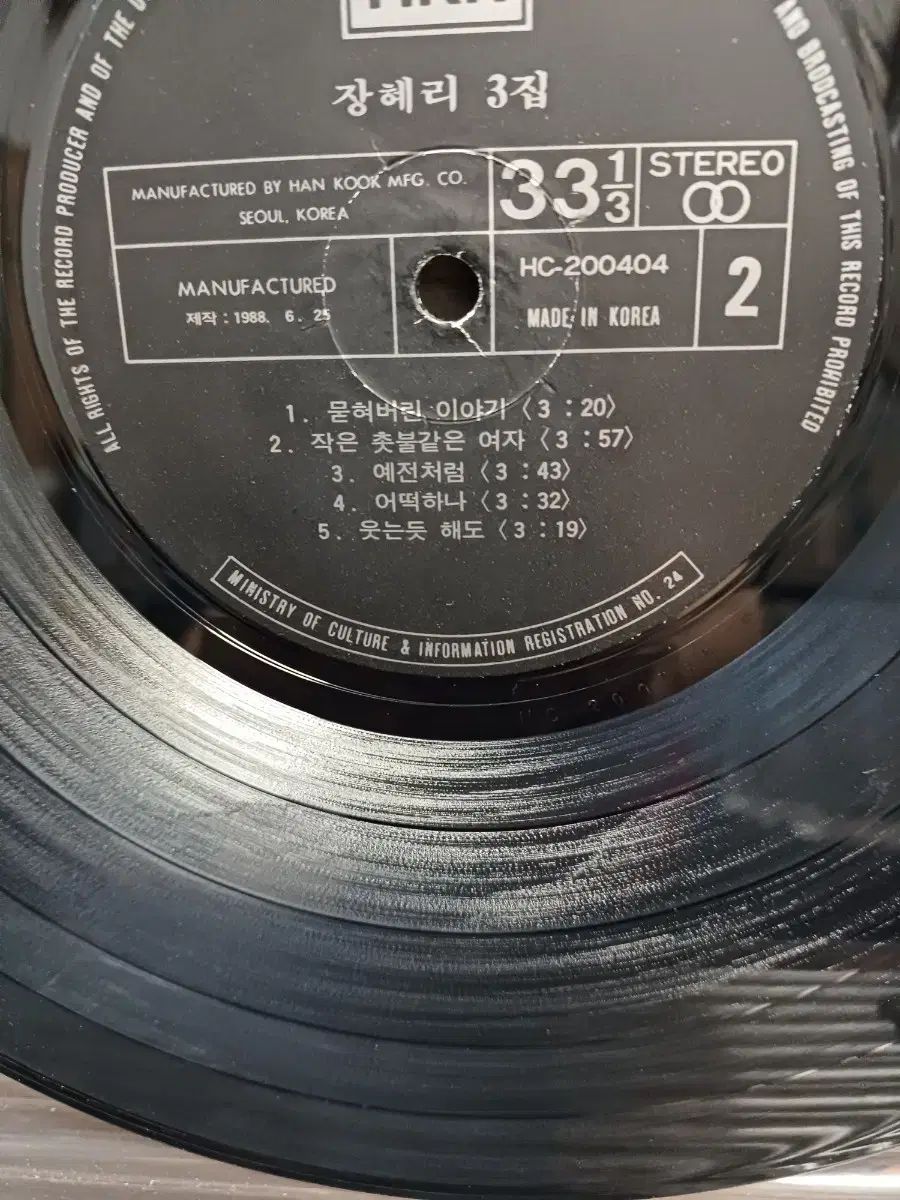 장혜리 3집
MANUFACTURED BY HAN KOOK MFG. CO.
SEOUL, KOREA
33 1/3
STEREO
MANUFACTURED
제작 : 1988. 6. 25
HC-200404
MADE IN KOREA
2
1. 묻혀버린 이야기 〈3 : 20〉
2. 작은 촛불같은 여자 〈3 : 57〉
3. 예전처럼 〈3 : 43〉
4. 어떡하나 〈3 : 32〉
5. 웃는듯 해도 〈3 : 19〉
MINISTRY OF CULTURE & INFORMATION REGISTRATION NO. 24
ALL RIGHTS OF THE RECORD PRODUCER AND OF THE
AND BRODCASTING OF THIS RECORD PROHIBITED